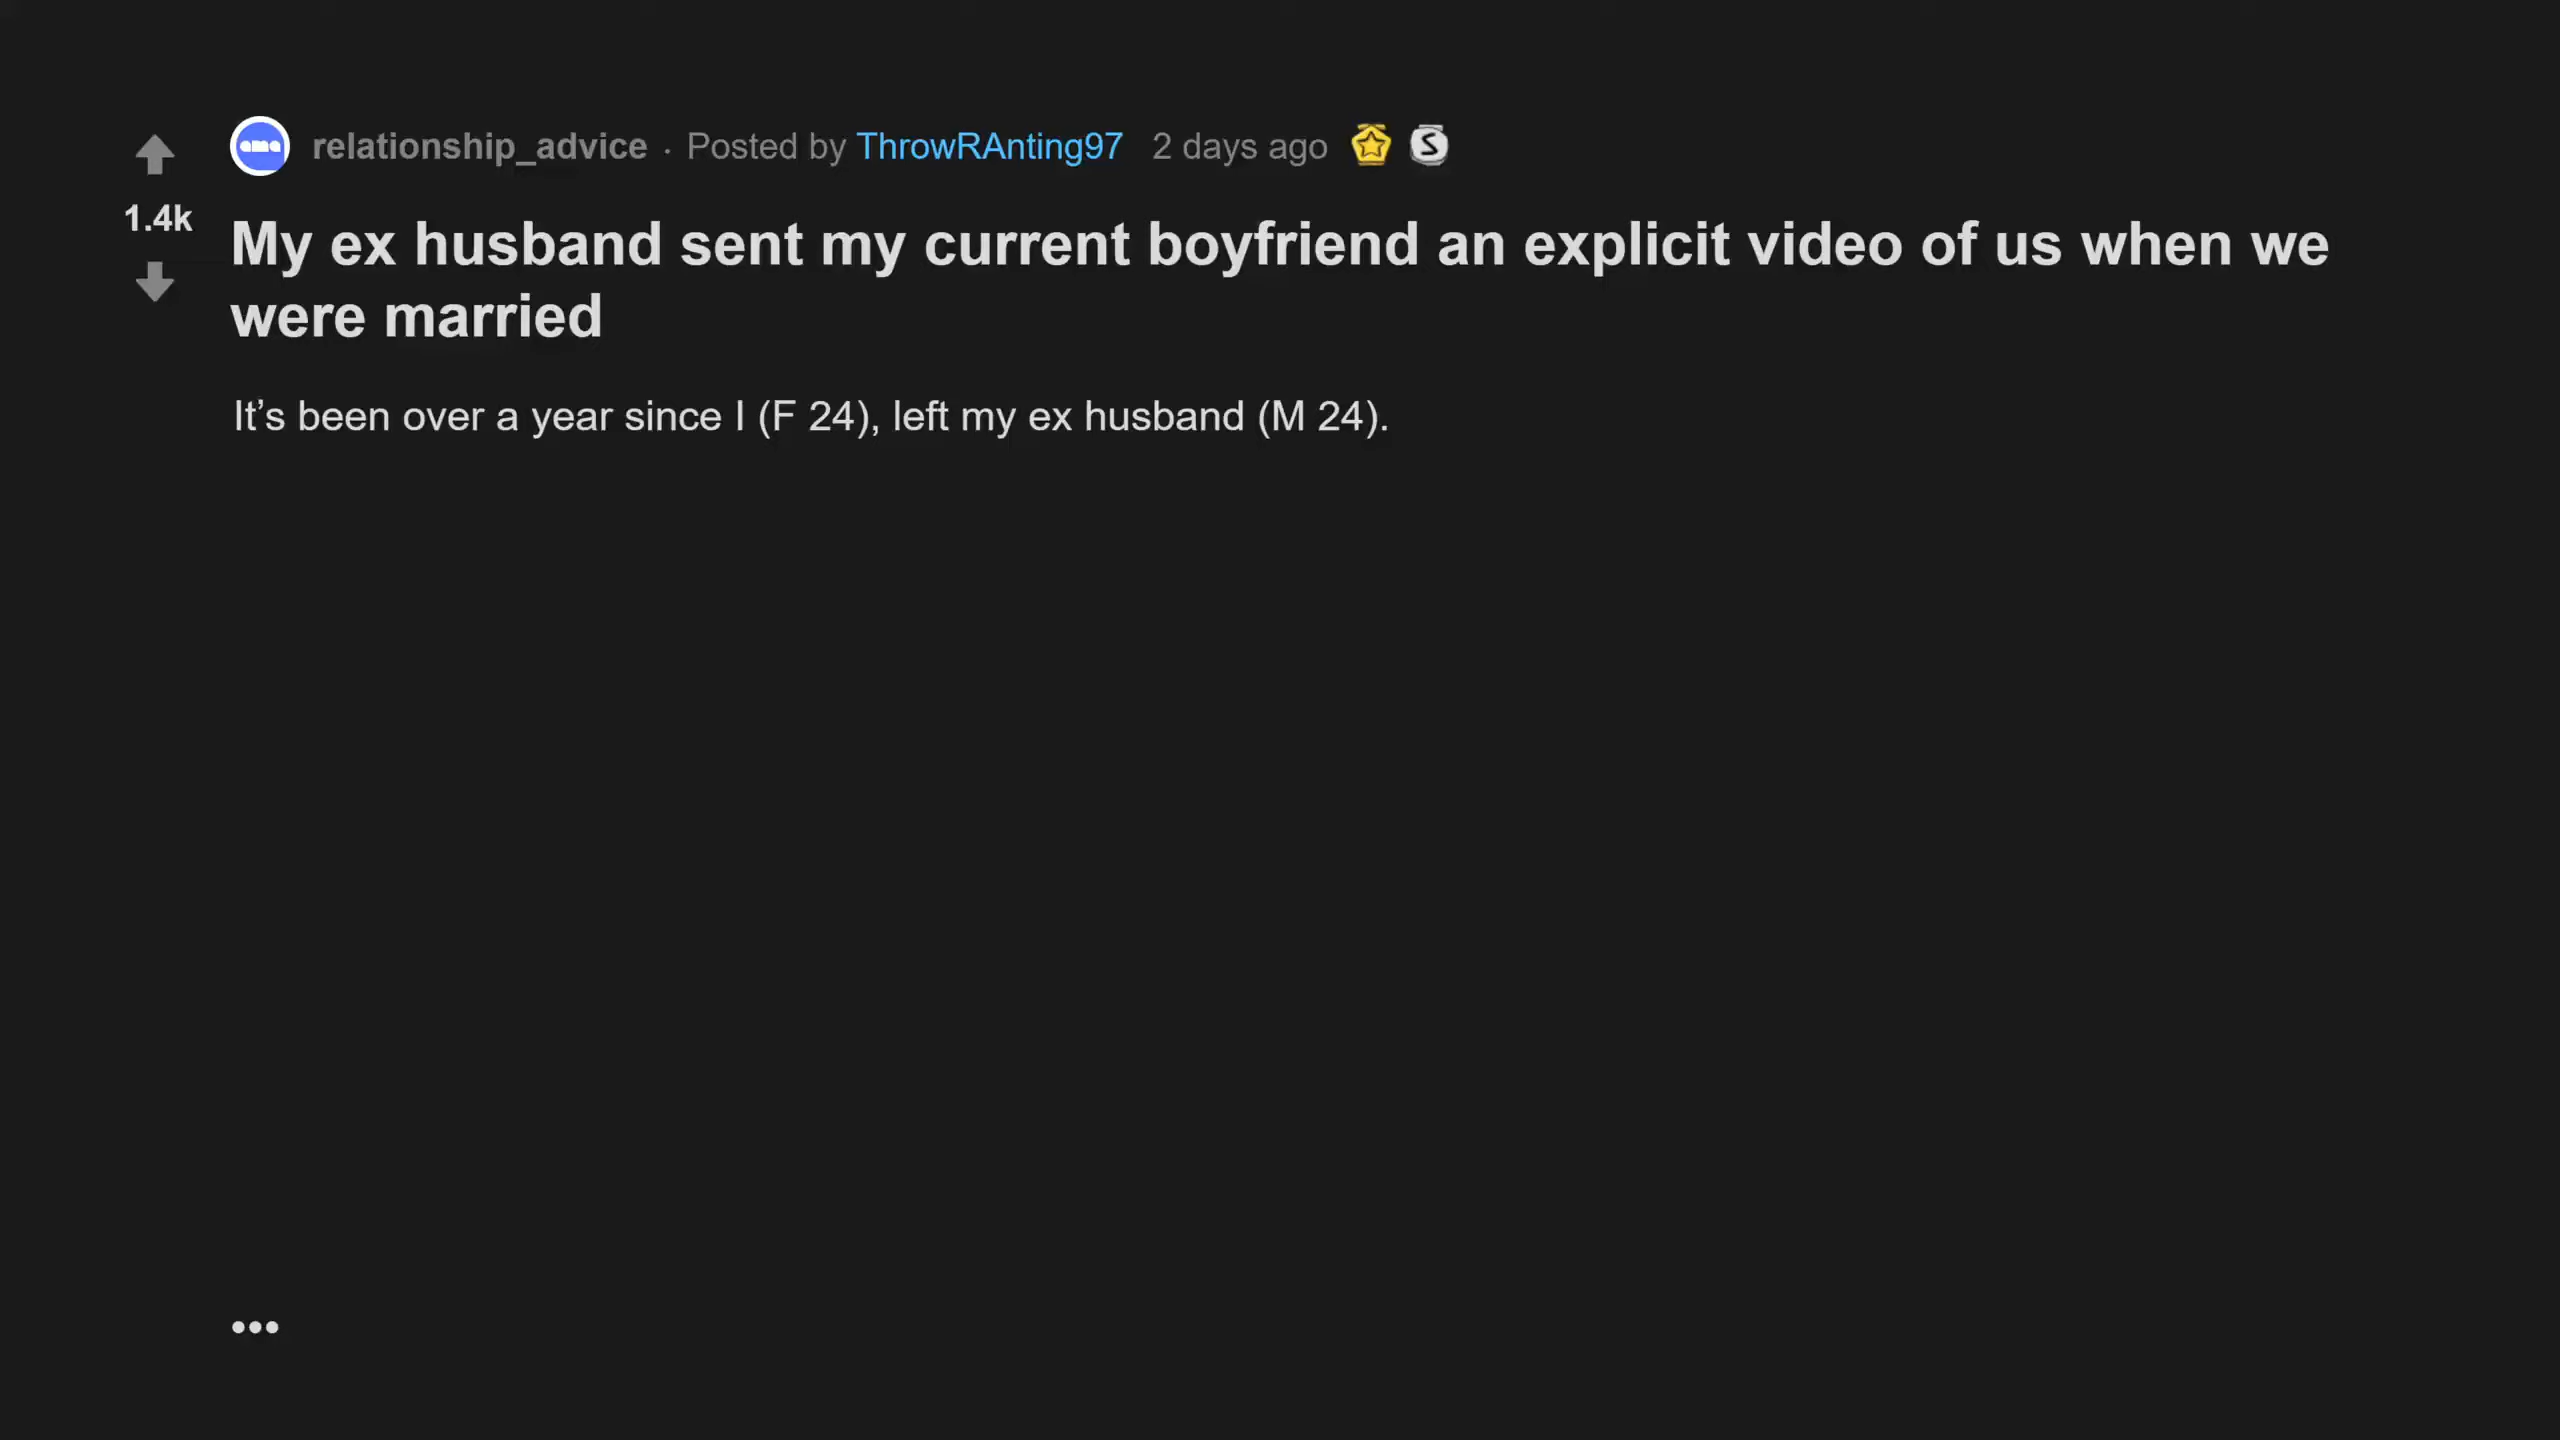 relationship_advice · Posted by ThrowRAnting97 2 days ago
1.4k
My ex husband sent my current boyfriend an explicit video of us when we
were married
It’s been over a year since I (F 24), left my ex husband (M 24).
•••